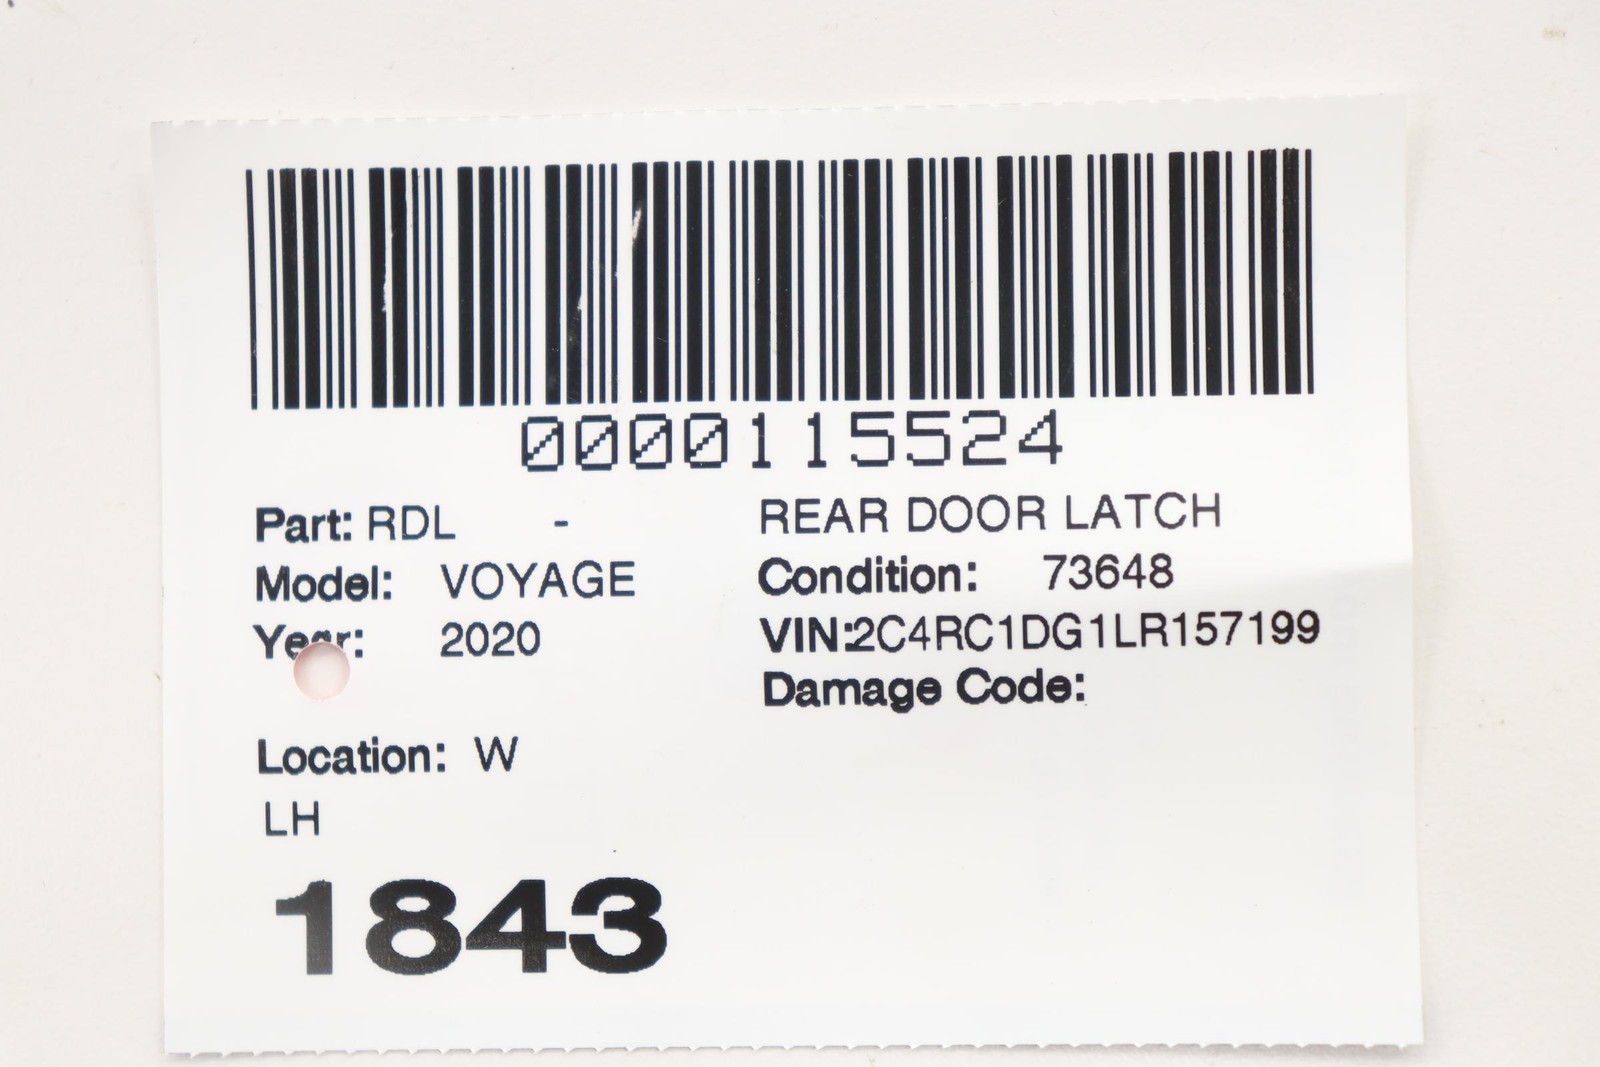 0000115524
Part: RDL - REAR DOOR LATCH
Model: VOYAGE Condition: 73648
Year: 2020 VIN:2C4RC1DG1LR157199
Damage Code:
Location: W
LH
1843